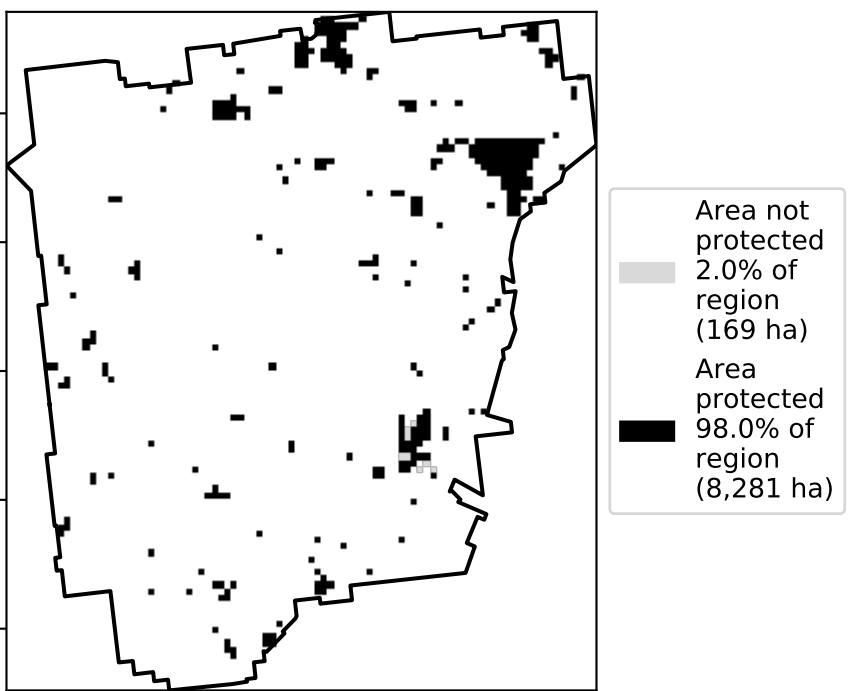 Area not
protected
2.0% of
region
(169 ha)
Area
protected
98.0% of
region
(8,281 ha)